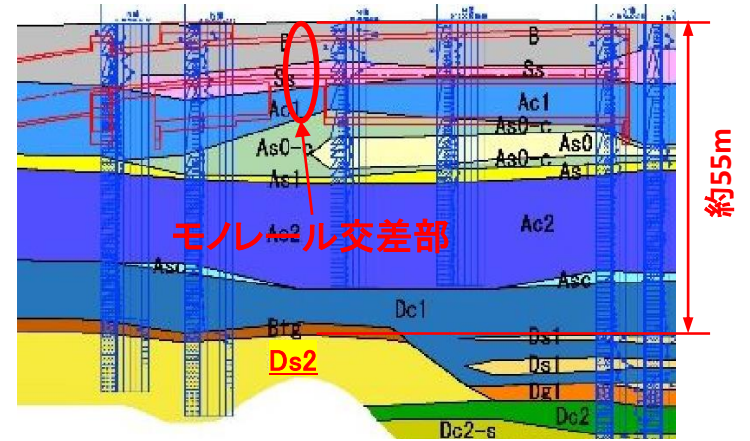 B
B
Ss
Ss
Ac1
Ac1
As0-c
As0-c
As0
As0-c
As1
As1
モノレール交差部
Ac2
Ac2
Asc
Asc
Dc1
Btg
Ds1
Ds2
Ds1
Dg1
Dc2
Dc2-s
約55m